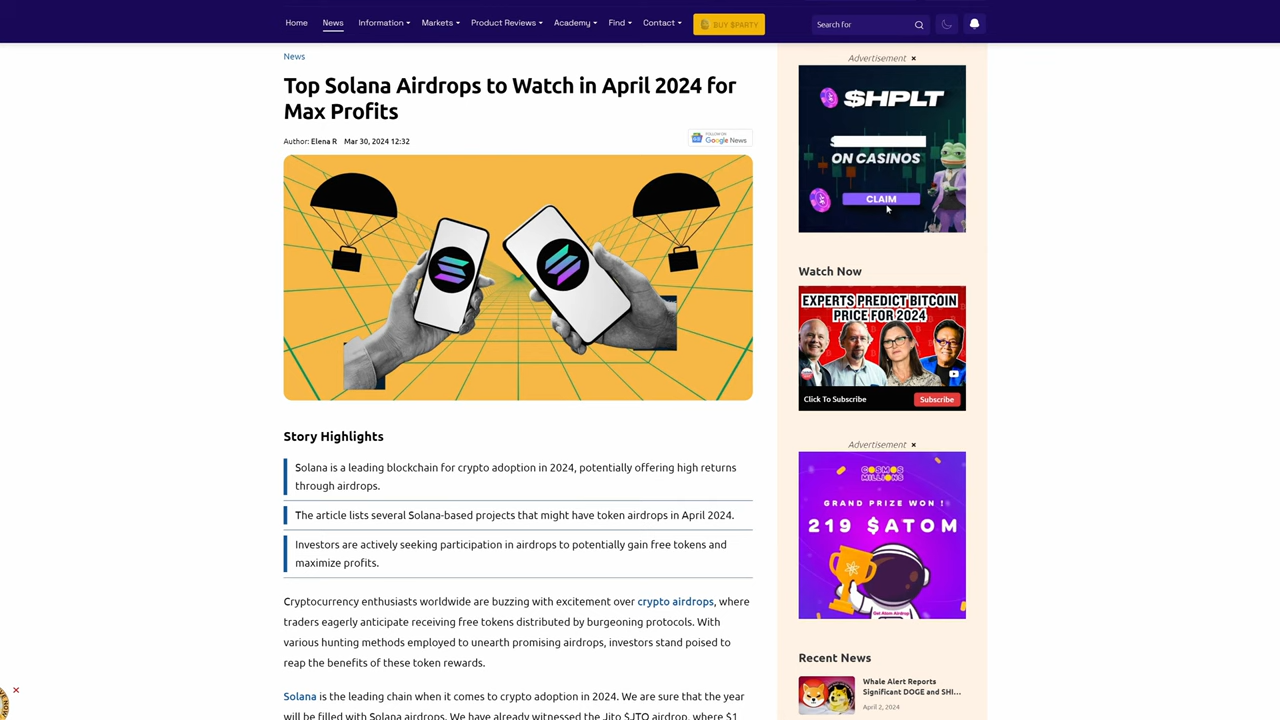 Home News Information Markets Product Reviews Academy Find Contact BUY $PARTY Search for
News
Top Solana Airdrops to Watch in April 2024 for
Max Profits
Author: Elena R Mar 30, 2024 12:32
FOLLOW ON
Google News
Story Highlights
Solana is a leading blockchain for crypto adoption in 2024, potentially offering high returns
through airdrops.
The article lists several Solana-based projects that might have token airdrops in April 2024.
Investors are actively seeking participation in airdrops to potentially gain free tokens and
maximize profits.
Cryptocurrency enthusiasts worldwide are buzzing with excitement over crypto airdrops, where
traders eagerly anticipate receiving free tokens distributed by burgeoning protocols. With
various hunting methods employed to unearth promising airdrops, investors stand poised to
reap the benefits of these token rewards.
Solana is the leading chain when it comes to crypto adoption in 2024. We are sure that the year
will be filled with Solana airdrops. We have already witnessed the Jito $JTO airdrop, where $1
Advertisement ×
$HPLT
ON CASINOS
CLAIM
Watch Now
EXPERTS PREDICT BITCOIN
PRICE FOR 2024
Click To Subscribe Subscribe
Advertisement ×
COSMOS
MILLIONS
GRAND PRIZE WON !
219 $ATOM
Get Atom Airdrop
Recent News
Whale Alert Reports
Significant DOGE and SHI...
April 2, 2024